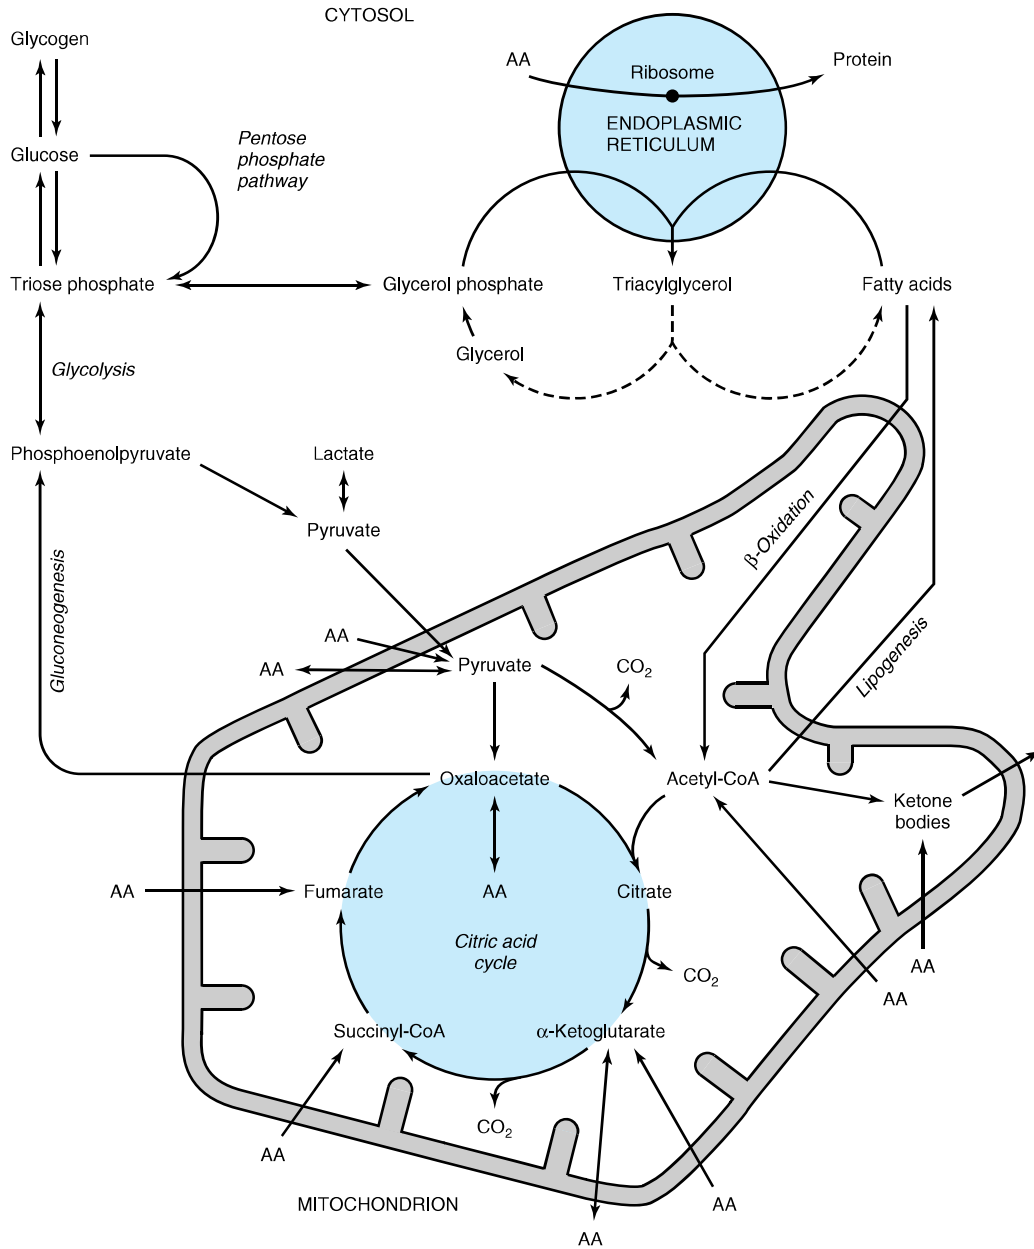 CYTOSOL
Glycogen
AA
Ribosome
Protein
ENDOPLASMIC
RETICULUM
Glucose
Pentose
phosphate
pathway
Triose phosphate
Glycerol phosphate
Triacylglycerol
Fatty acids
Glycerol
Glycolysis
Phosphoenolpyruvate
Lactate
Pyruvate
β-Oxidation
Gluconeogenesis
Lipogenesis
AA
AA
Pyruvate
CO₂
Oxaloacetate
Acetyl-CoA
Ketone
bodies
AA
Fumarate
AA
Citrate
Citric acid
cycle
CO₂
AA
AA
Succinyl-CoA
α-Ketoglutarate
CO₂
AA
MITOCHONDRION
AA
AA